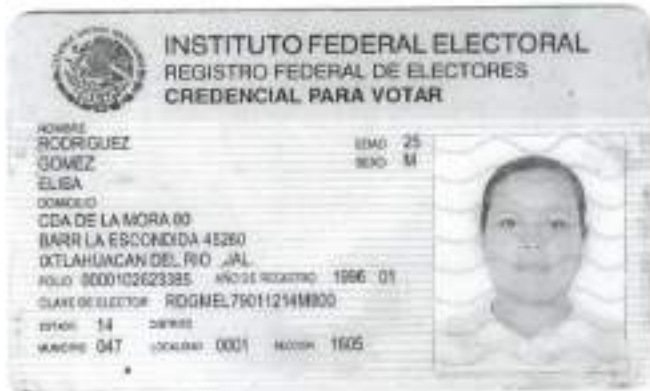 INSTITUTO FEDERAL ELECTORAL
REGISTRO FEDERAL DE ELECTORES
CREDENCIAL PARA VOTAR
NOMBRE
RODRIGUEZ EDAD 25
GOMEZ SEXO M
ELISA
DOMICILIO
CDA DE LA MORA 00
BARR LA ESCONDIDA 45260
IXTLAHUACAN DEL RIO ,JAL.
FOLIO 0000102623385 AÑO DE REGISTRO 1996 01
CLAVE DE ELECTOR RDGMEL79011214M800
ESTADO 14 DISTRITO
MUNICIPIO 047 LOCALIDAD 0001 SECCION 1605